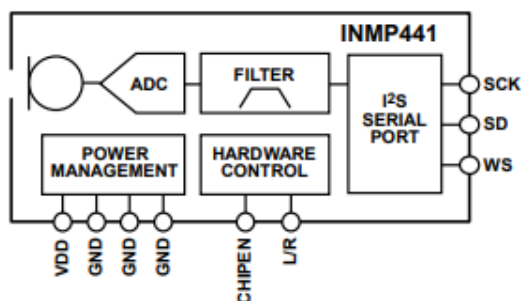 INMP441
ADC
FILTER
I²S
SERIAL
PORT
SCK
SD
WS
POWER
MANAGEMENT
HARDWARE
CONTROL
VDD
GND
GND
GND
CHIPEN
L/R